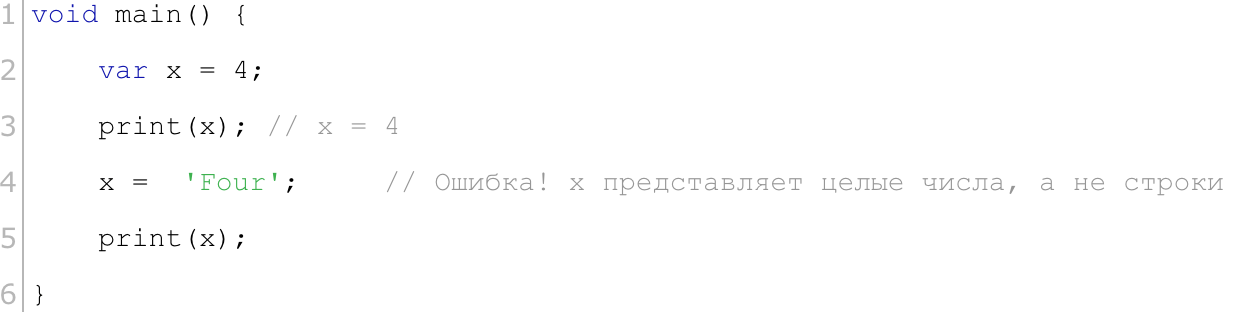 1 void main() {
2     var x = 4;
3     print(x); // x = 4
4     x =  'Four';     // Ошибка! x представляет целые числа, а не строки
5     print(x);
6 }